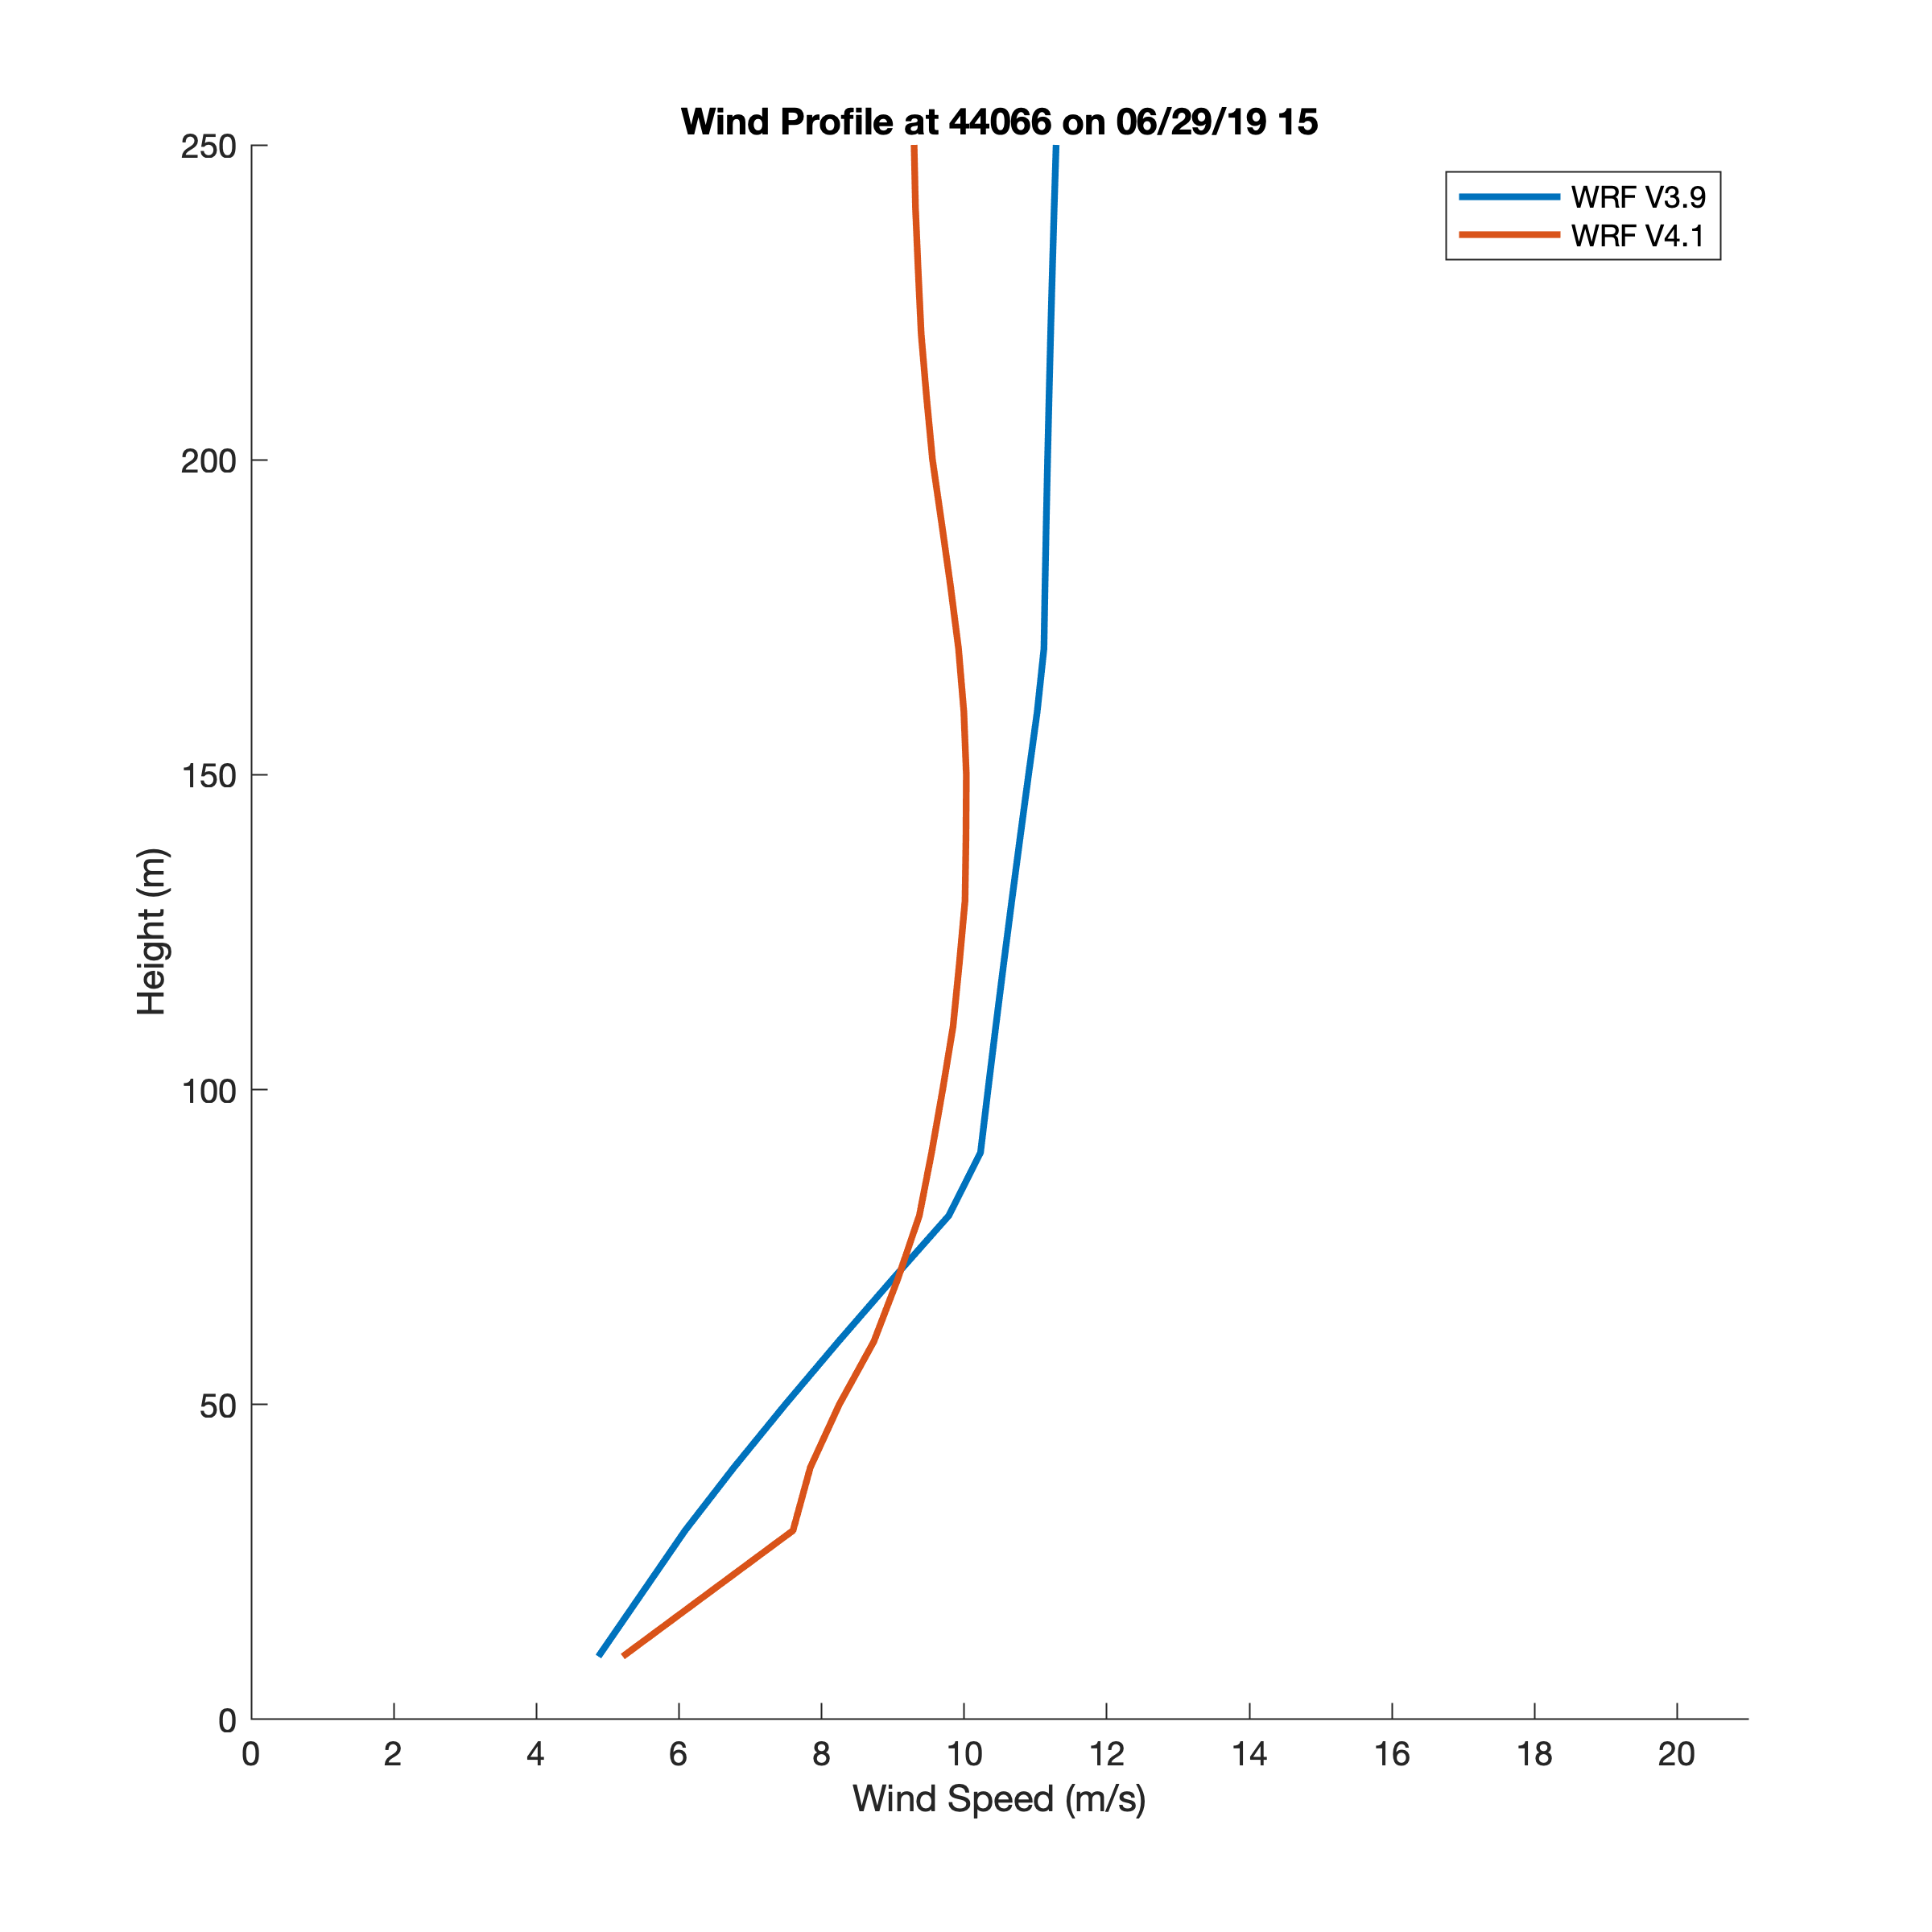 Wind Profile at 44066 on 06/29/19 15
WRF V3.9
WRF V4.1
250
200
150
100
50
0
Height (m)
0 2 4 6 8 10 12 14 16 18 20
Wind Speed (m/s)